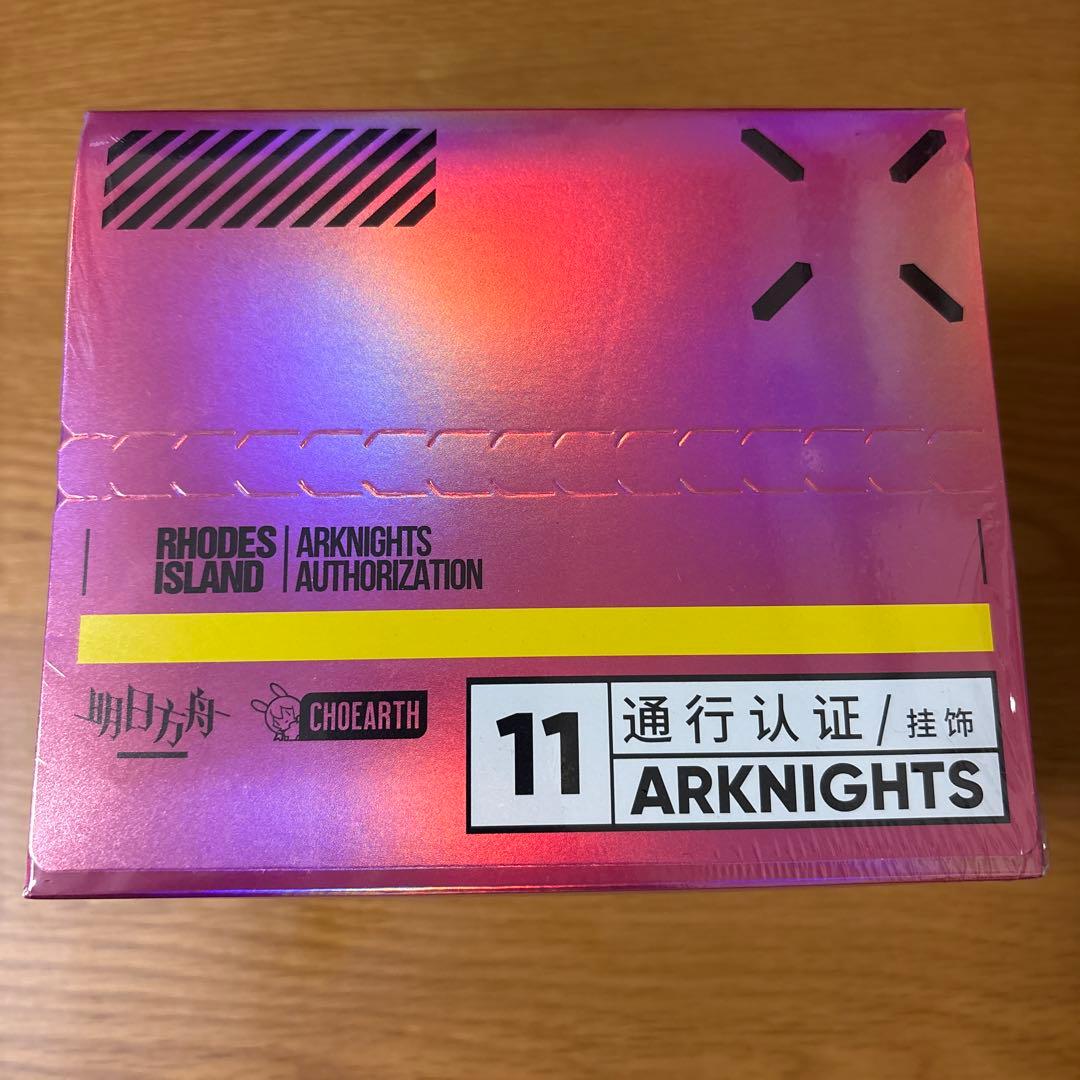 RHODES
ISLAND
ARKNIGHTS
AUTHORIZATION
明日方舟
CHOEARTH
11
通行认证/挂饰
ARKNIGHTS